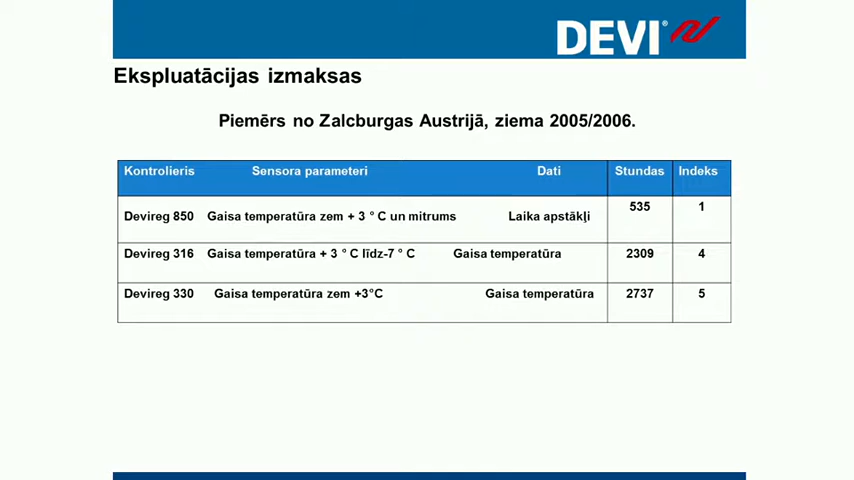 DEVI®
Ekspluatācijas izmaksas
Piemērs no Zalcburgas Austrijā, ziema 2005/2006.
Kontrolieris Sensora parameteri Dati Stundas Indeks
Devireg 850 Gaisa temperatūra zem + 3 ° C un mitrums Laika apstākļi 535 1
Devireg 316 Gaisa temperatūra + 3 ° C līdz-7 ° C Gaisa temperatūra 2309 4
Devireg 330 Gaisa temperatūra zem +3°C Gaisa temperatūra 2737 5